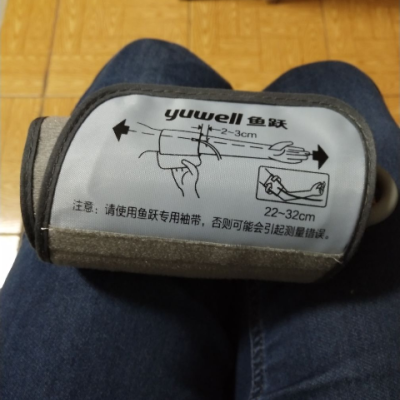 yuwell 鱼跃
2~3cm
22~32cm
注意：请使用鱼跃专用袖带，否则可能会引起测量错误。